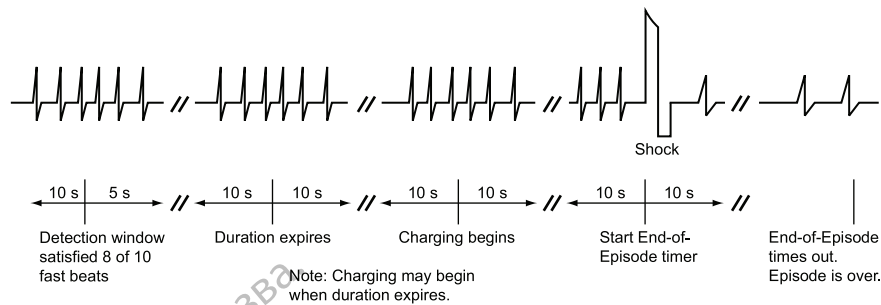 Shock
10 s 5 s
10 s 10 s
10 s 10 s
10 s 10 s
Detection window
satisfied 8 of 10
fast beats
Duration expires
Charging begins
Note: Charging may begin
when duration expires.
Start End-of-
Episode timer
End-of-Episode
times out.
Episode is over.